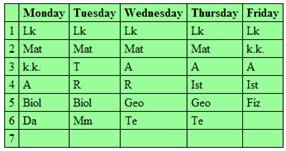 Monday Tuesday Wednesday Thursday Friday
1 Lk Lk Lk Lk Lk
2 Mat Mat Mat Mat k.k.
3 k.k. T A A A
4 A R R Ist Ist
5 Biol Biol Geo Geo Fiz
6 Da Mm Te Te
7